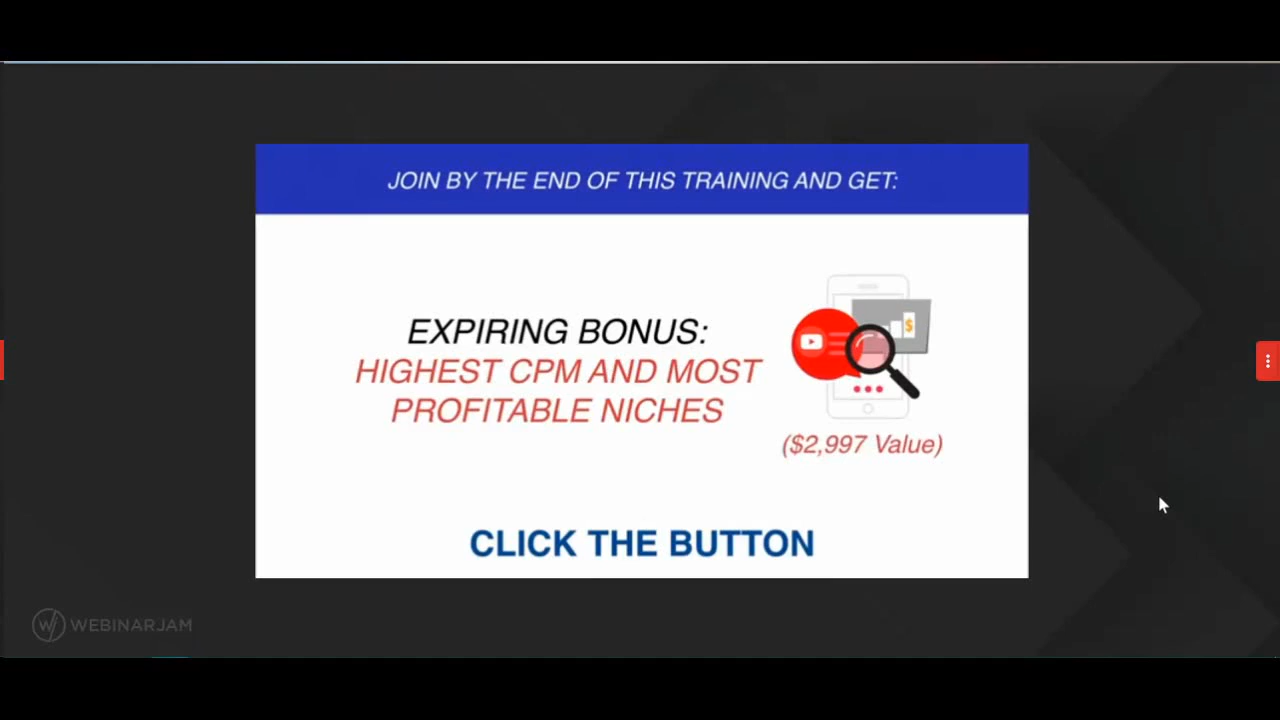 JOIN BY THE END OF THIS TRAINING AND GET:
EXPIRING BONUS:
HIGHEST CPM AND MOST
PROFITABLE NICHES
$
($2,997 Value)
CLICK THE BUTTON
WEBINARJAM